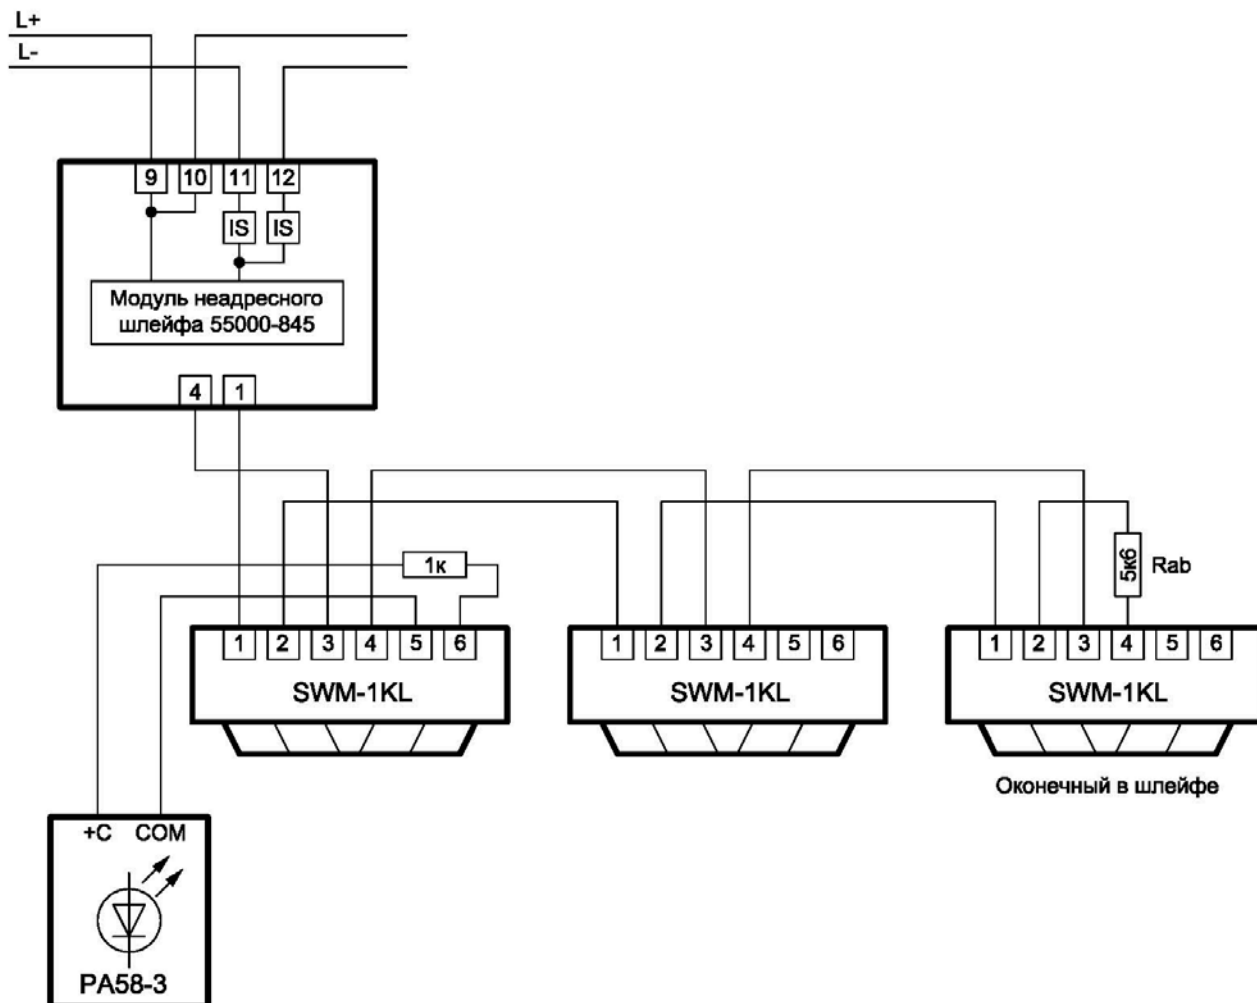 L+
L-
9 10 11 12
IS IS
Модуль неадресного
шлейфа 55000-845
4 1
1к
5к6 Rab
1 2 3 4 5 6
SWM-1KL
1 2 3 4 5 6
SWM-1KL
1 2 3 4 5 6
SWM-1KL
Оконечный в шлейфе
+C COM
PA58-3